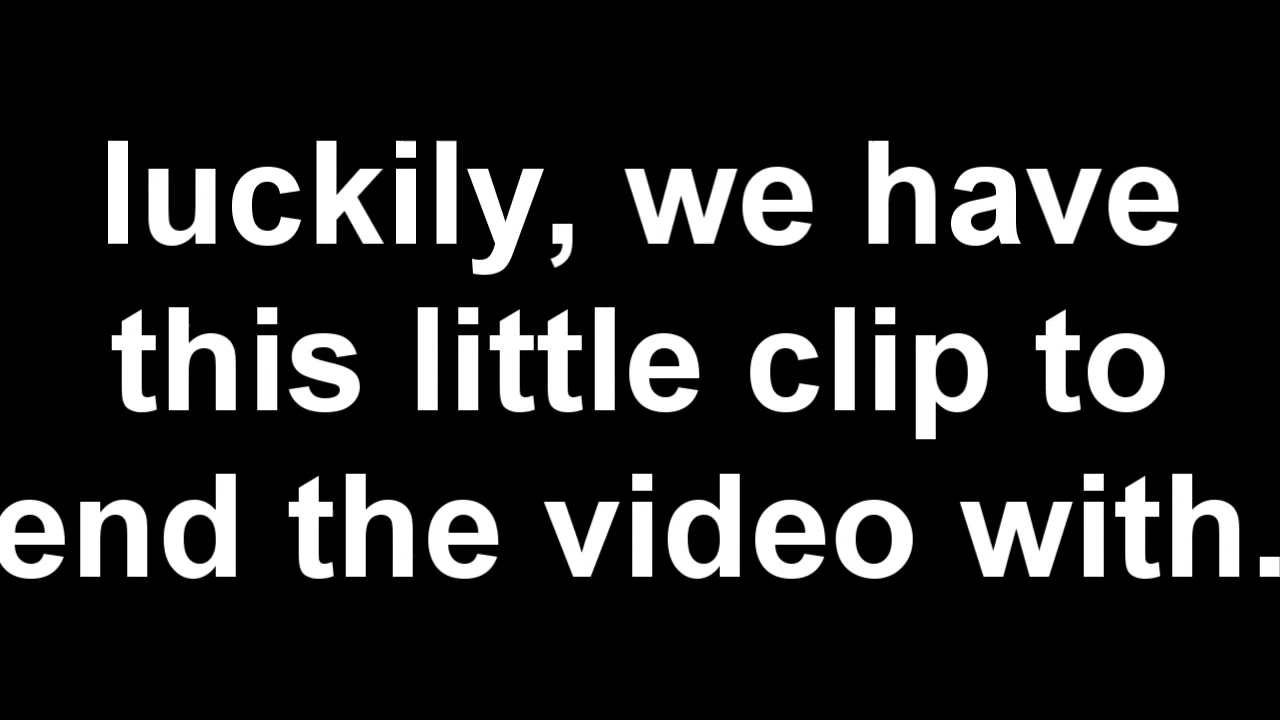 luckily, we have
this little clip to
end the video with.